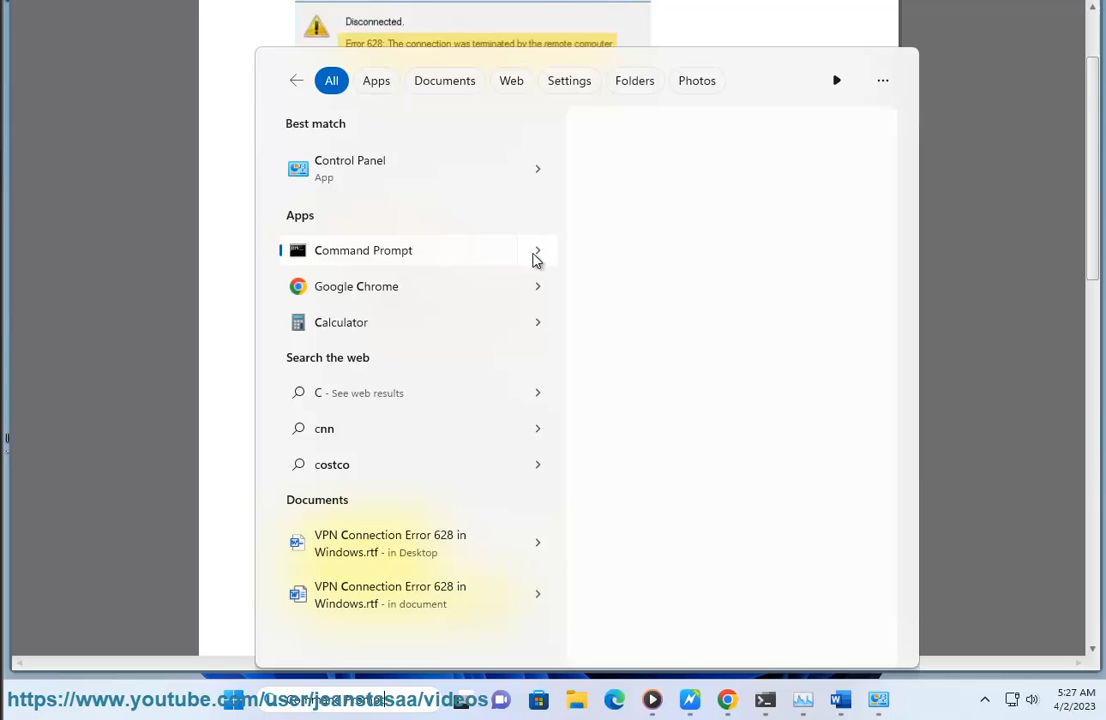 Disconnected.
Error 628: The connection was terminated by the remote computer
All Apps Documents Web Settings Folders Photos
Best match
Control Panel
App
Apps
Command Prompt
Google Chrome
Calculator
Search the web
C - See web results
cnn
costco
Documents
VPN Connection Error 628 in
Windows.rtf - in Desktop
VPN Connection Error 628 in
Windows.rtf - in document
https://www.youtube.com/user/jeanstasaa/videos
5:27 AM
4/2/2023